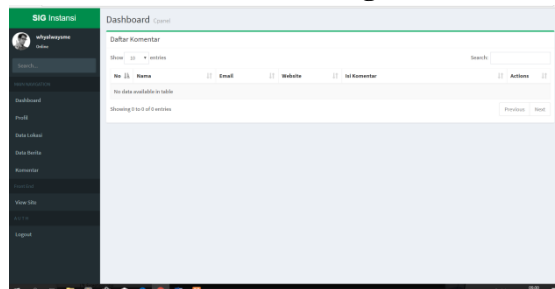 SIG Instansi
Dashboard
whyalwaysme
Online
Daftar Komentar
Show 10 entries
Search:
Search...
No Name Email Website Isi Komentar Actions
No data available in table
Dashboard
Showing 0 to 0 of 0 entries
Previous Next
Profil
Data Lokasi
Data Berita
Komentar
View Site
Logout